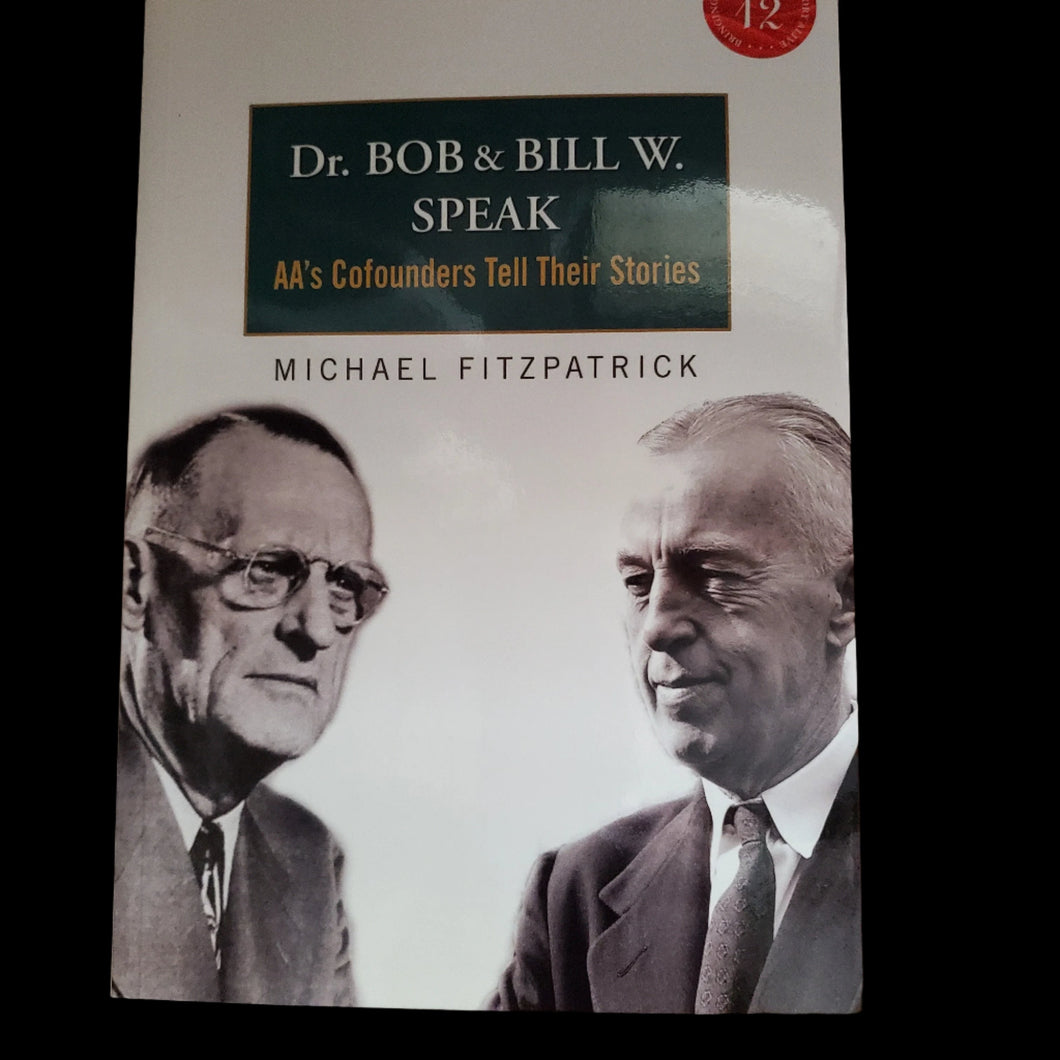 12
Dr. BOB & BILL W.
SPEAK
AA's Cofounders Tell Their Stories
MICHAEL FITZPATRICK